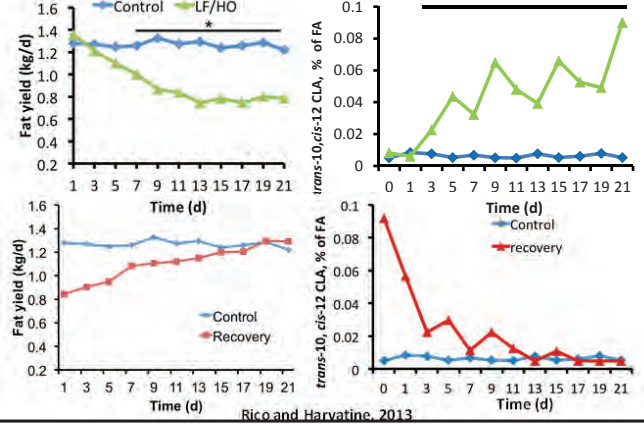 Control LF/HO
*
Fat yield (kg/d)
1.6
1.4
1.2
1.0
0.8
0.6
0.4
0.2
1 3 5 7 9 11 13 15 17 19 21
Time (d)
trans-10,cis-12 CLA, % of FA
0.1
0.08
0.06
0.04
0.02
0
0 1 3 5 7 9 11 13 15 17 19 21
Time (d)
Fat yield (kg/d)
1.6
1.4
1.2
1.0
0.8
0.6
0.4
0.2
Control
Recovery
1 3 5 7 9 11 13 15 17 19 21
Time (d)
trans-10, cis-12 CLA, % of FA
0.1
0.08
0.06
0.04
0.02
0
Control
recovery
0 1 3 5 7 9 11 13 15 17 19 21
Time (d)
Rico and Harvatine, 2013